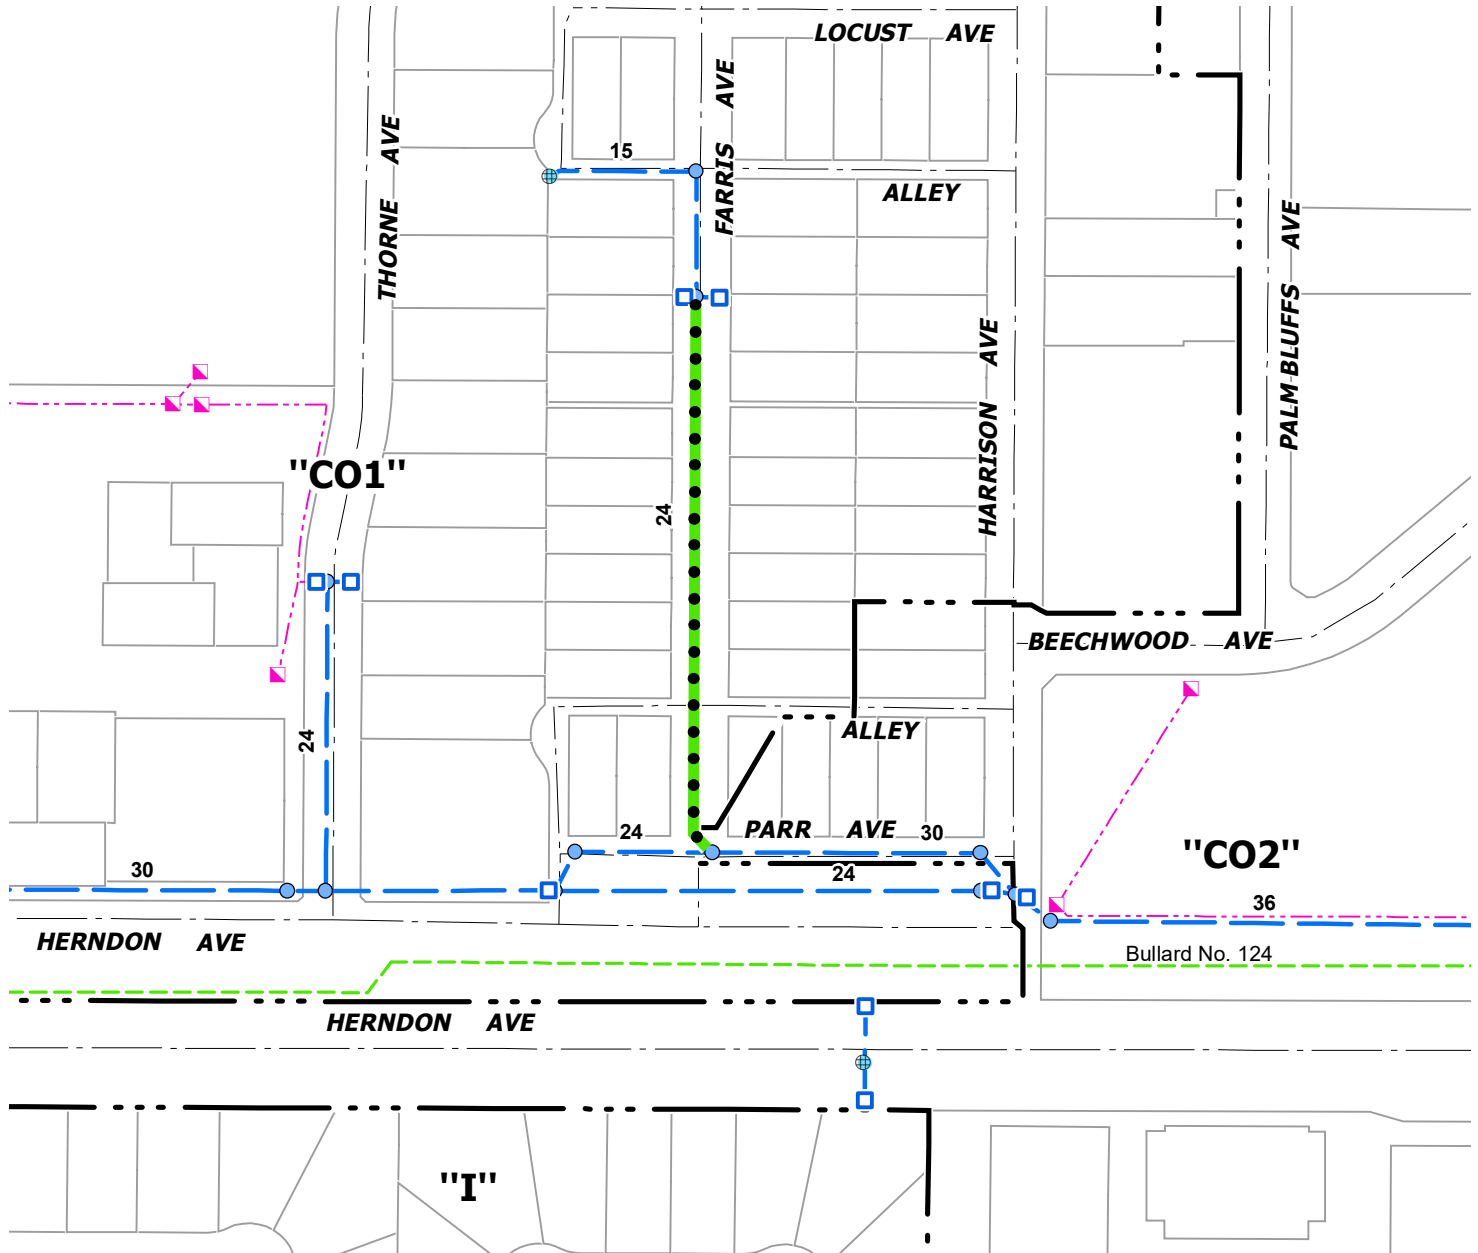 LOCUST AVE
FARRIS AVE
THORNE AVE
15
ALLEY
PALM BLUFFS AVE
HARRISON AVE
"CO1"
24
BEECHWOOD AVE
24
ALLEY
PARR AVE
24
30
"CO2"
30
24
36
HERNDON AVE
Bullard No. 124
HERNDON AVE
"I"